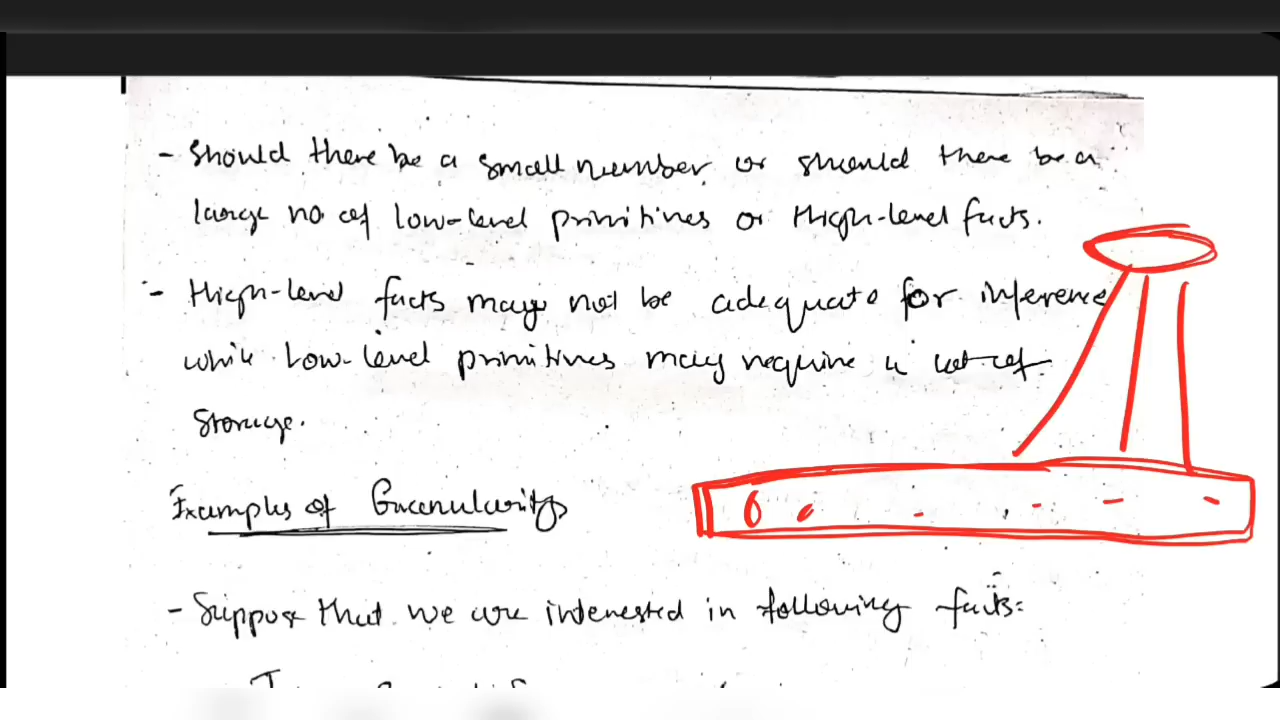 - Should there be a small number or should there be a
large no of low-level primitives or High-level facts.
- High-level facts may not be adequate for inference
while Low-level primitives may require a lot of
Storage.
Examples of Granularity
- Suppose that we are interested in following facts: